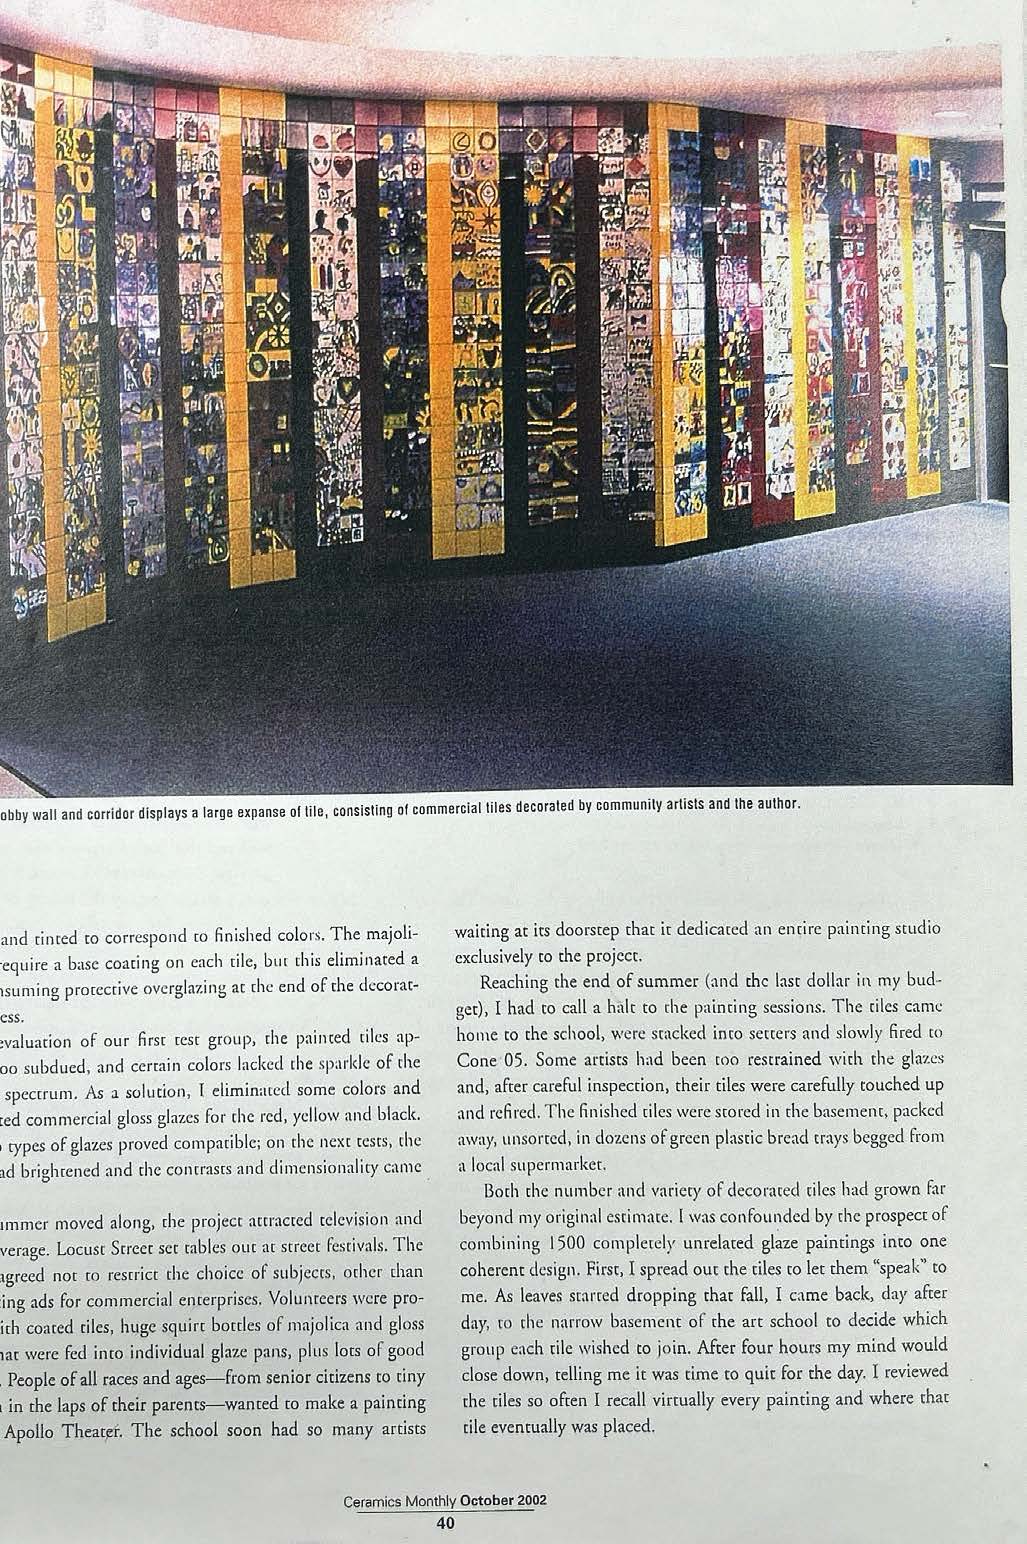 obby wall and corridor displays a large expanse of tile, consisting of commercial tiles decorated by community artists and the author.
and tinted to correspond to finished colors. The majoli-
require a base coating on each tile, but this eliminated a
nsuming protective overglazing at the end of the decorat-
ess.
evaluation of our first test group, the painted tiles ap-
oo subdued, and certain colors lacked the sparkle of the
spectrum. As a solution, I eliminated some colors and
ted commercial gloss glazes for the red, yellow and black.
o types of glazes proved compatible; on the next tests, the
ad brightened and the contrasts and dimensionality came
ummer moved along, the project attracted television and
verage. Locust Street set tables out at street festivals. The
agreed not to restrict the choice of subjects, other than
ing ads for commercial enterprises. Volunteers were pro-
ith coated tiles, huge squirt bottles of majolica and gloss
hat were fed into individual glaze pans, plus lots of good
. People of all races and ages—from senior citizens to tiny
n in the laps of their parents—wanted to make a painting
Apollo Theater. The school soon had so many artists
waiting at its doorstep that it dedicated an entire painting studio
exclusively to the project.
Reaching the end of summer (and the last dollar in my bud-
get), I had to call a halt to the painting sessions. The tiles came
home to the school, were stacked into setters and slowly fired to
Cone 05. Some artists had been too restrained with the glazes
and, after careful inspection, their tiles were carefully touched up
and refired. The finished tiles were stored in the basement, packed
away, unsorted, in dozens of green plastic bread trays begged from
a local supermarket.
Both the number and variety of decorated tiles had grown far
beyond my original estimate. I was confounded by the prospect of
combining 1500 completely unrelated glaze paintings into one
coherent design. First, I spread out the tiles to let them “speak” to
me. As leaves started dropping that fall, I came back, day after
day, to the narrow basement of the art school to decide which
group each tile wished to join. After four hours my mind would
close down, telling me it was time to quit for the day. I reviewed
the tiles so often I recall virtually every painting and where that
tile eventually was placed.
Ceramics Monthly October 2002
40